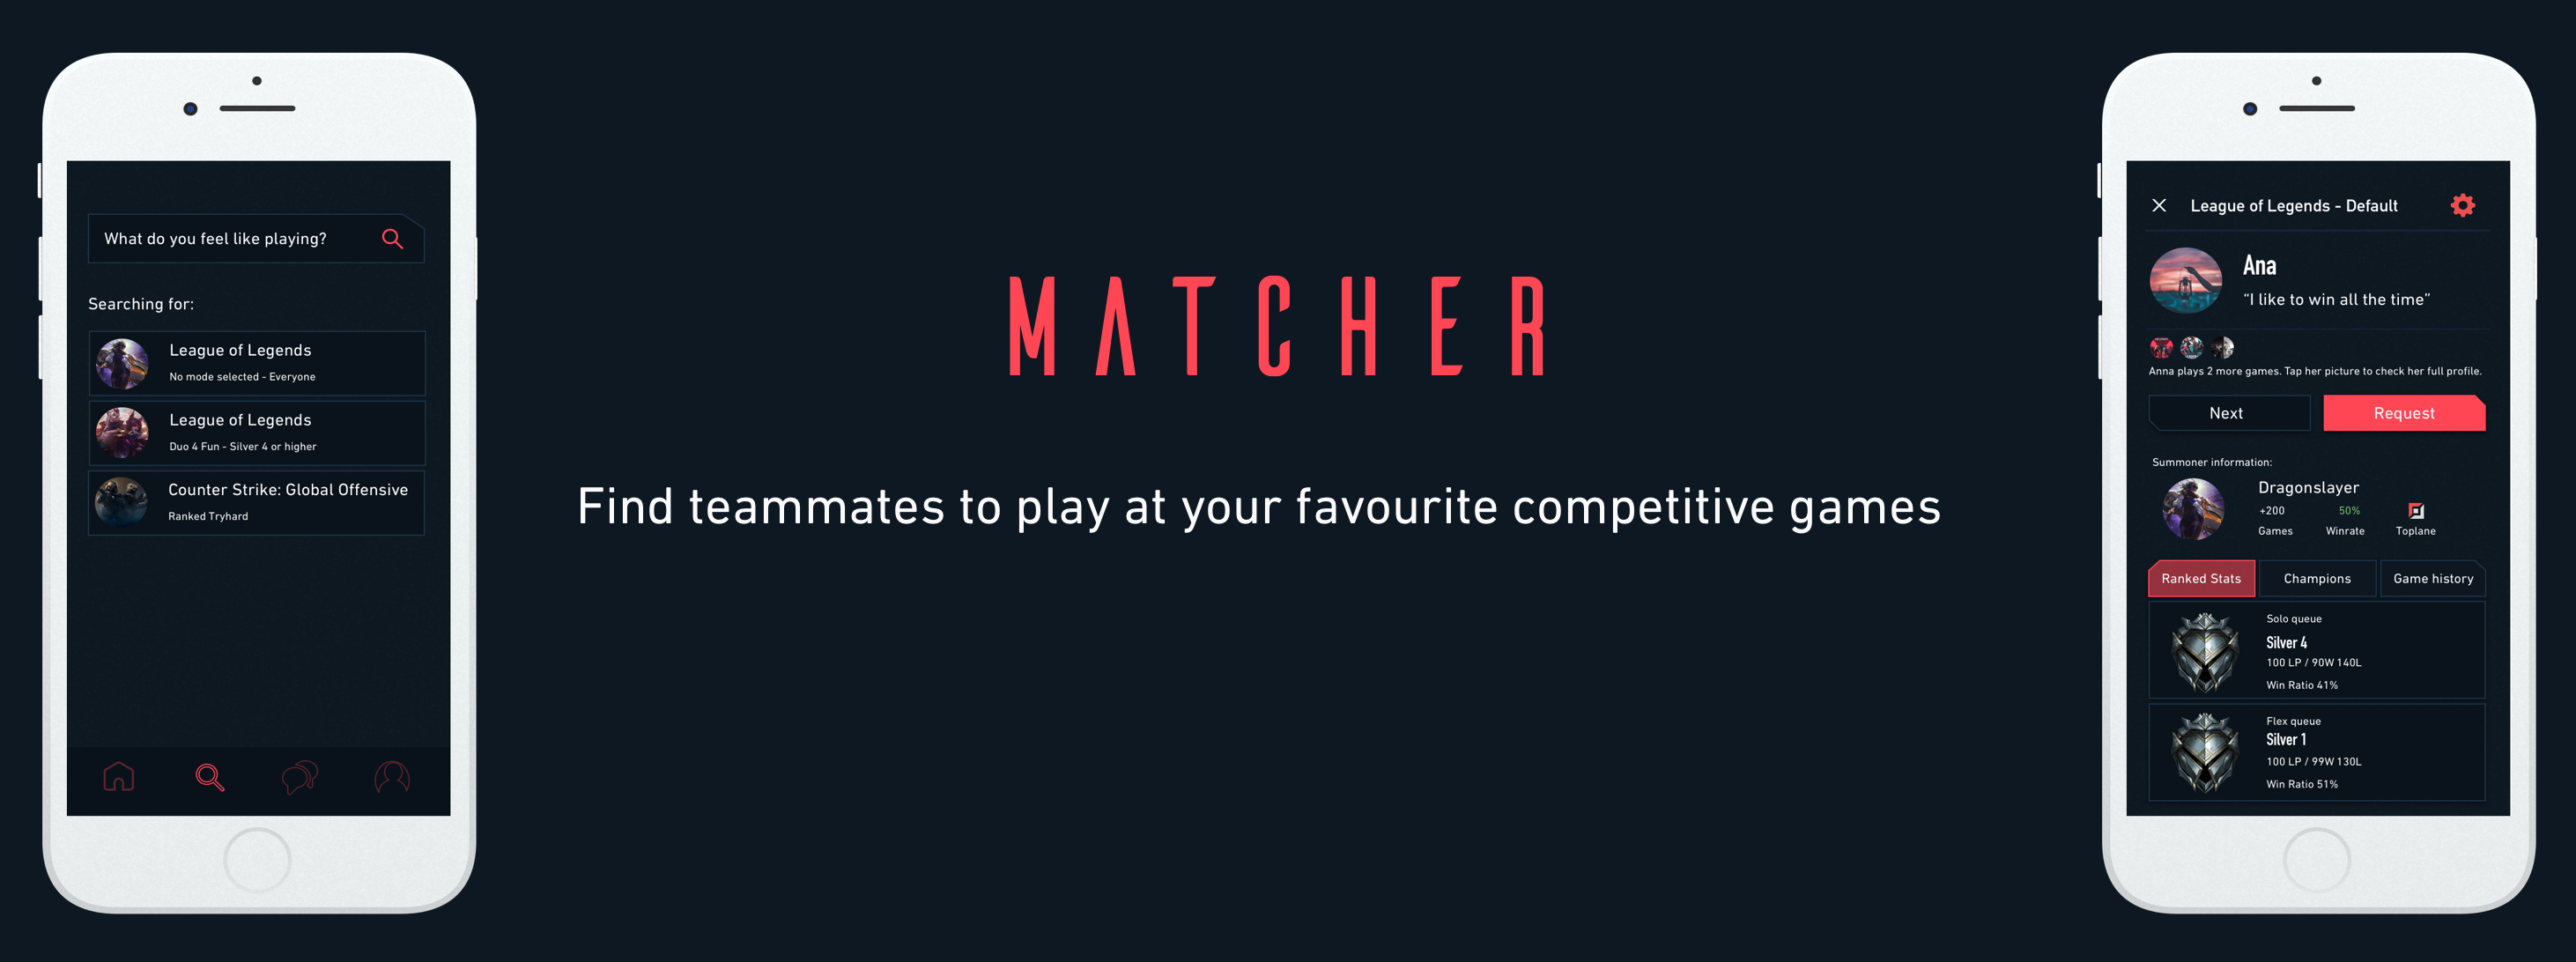 What do you feel like playing?
Searching for:
League of Legends
No mode selected - Everyone
League of Legends
Duo 4 Fun - Silver 4 or higher
Counter Strike: Global Offensive
Ranked Tryhard
MATCHER
Find teammates to play at your favourite competitive games
League of Legends - Default
Ana
“I like to win all the time”
Anna plays 2 more games. Tap her picture to check her full profile.
Next Request
Summoner information:
Dragonslayer
+200 50%
Games Winrate Toplane
Ranked Stats Champions Game history
Solo queue
Silver 4
100 LP / 90W 140L
Win Ratio 41%
Flex queue
Silver 1
100 LP / 99W 130L
Win Ratio 51%